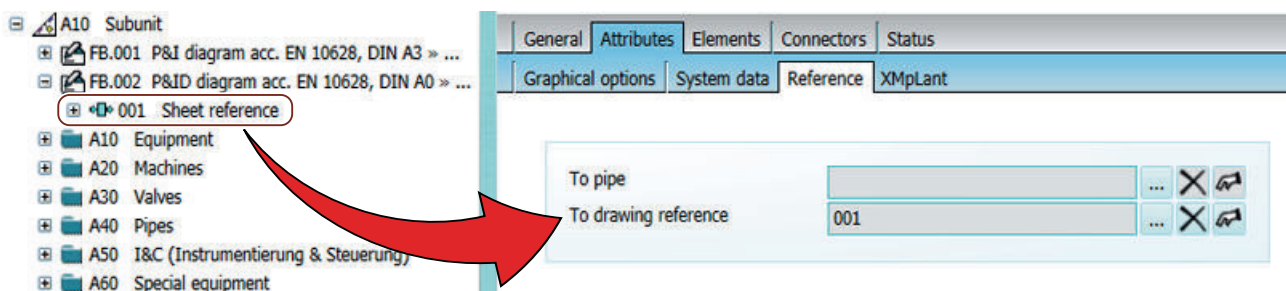 A10 Subunit
FB.001 P&I diagram acc. EN 10628, DIN A3 » ...
FB.002 P&ID diagram acc. EN 10628, DIN A0 » ...
001 Sheet reference
A10 Equipment
A20 Machines
A30 Valves
A40 Pipes
A50 I&C (Instrumentierung & Steuerung)
A60 Special equipment
General Attributes Elements Connectors Status
Graphical options System data Reference XMpLant
To pipe ...
To drawing reference 001 ...